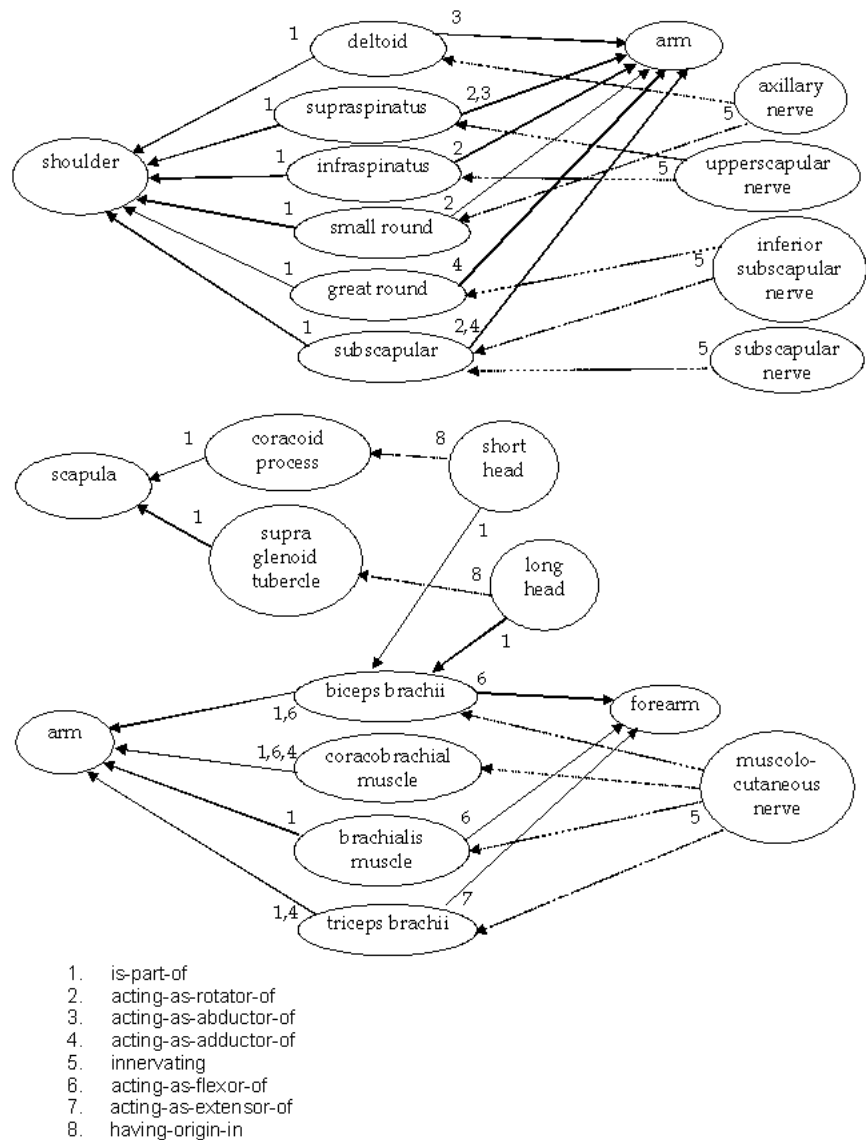 3
deltoid
arm
1
axillary
nerve
5
supraspinatus
2,3
1
shoulder
infraspinatus
1
2
upperscapular
nerve
5
small round
1
2
inferior
subscapular
nerve
5
great round
1
4
subscapular
1
2,4
subscapular
nerve
5
coracoid
process
1
8
short
head
1
scapula
supra
glenoid
tubercle
1
8
long
head
1
biceps brachii
6
1,6
forearm
arm
coracobrachial
muscle
1,6,4
muscolo-
cutaneous
nerve
5
brachialis
muscle
1
6
triceps brachii
1,4
7
1. is-part-of
2. acting-as-rotator-of
3. acting-as-abductor-of
4. acting-as-adductor-of
5. innervating
6. acting-as-flexor-of
7. acting-as-extensor-of
8. having-origin-in